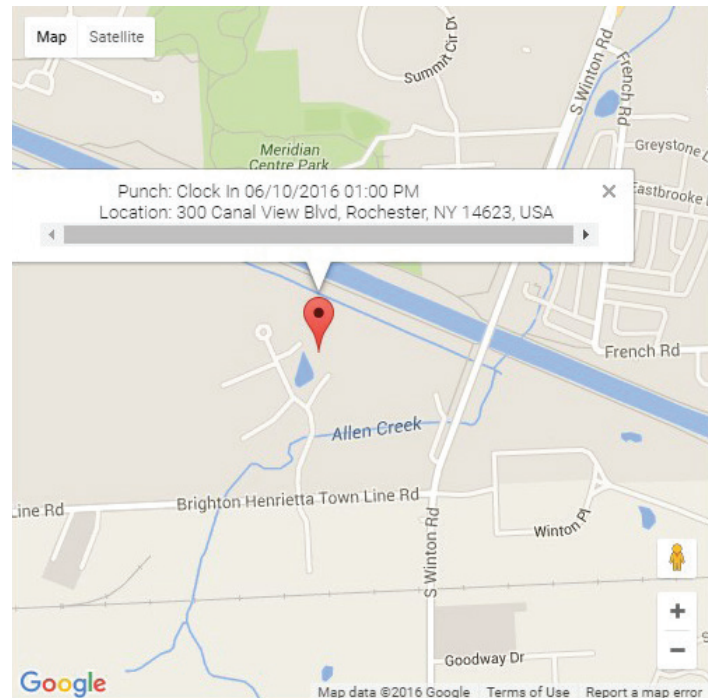 Map Satellite
Summit Cir Dr
S Winton Rd
French Rd
Greystone
Meridian
Centre Park
Eastbrooke
Punch: Clock In 06/10/2016 01:00 PM
Location: 300 Canal View Blvd, Rochester, NY 14623, USA
French Rd
Allen Creek
Line Rd
Brighton Henrietta Town Line Rd
Winton Pl
S Winton Rd
Goodway Dr
Google
Map data ©2016 Google Terms of Use Report a map error